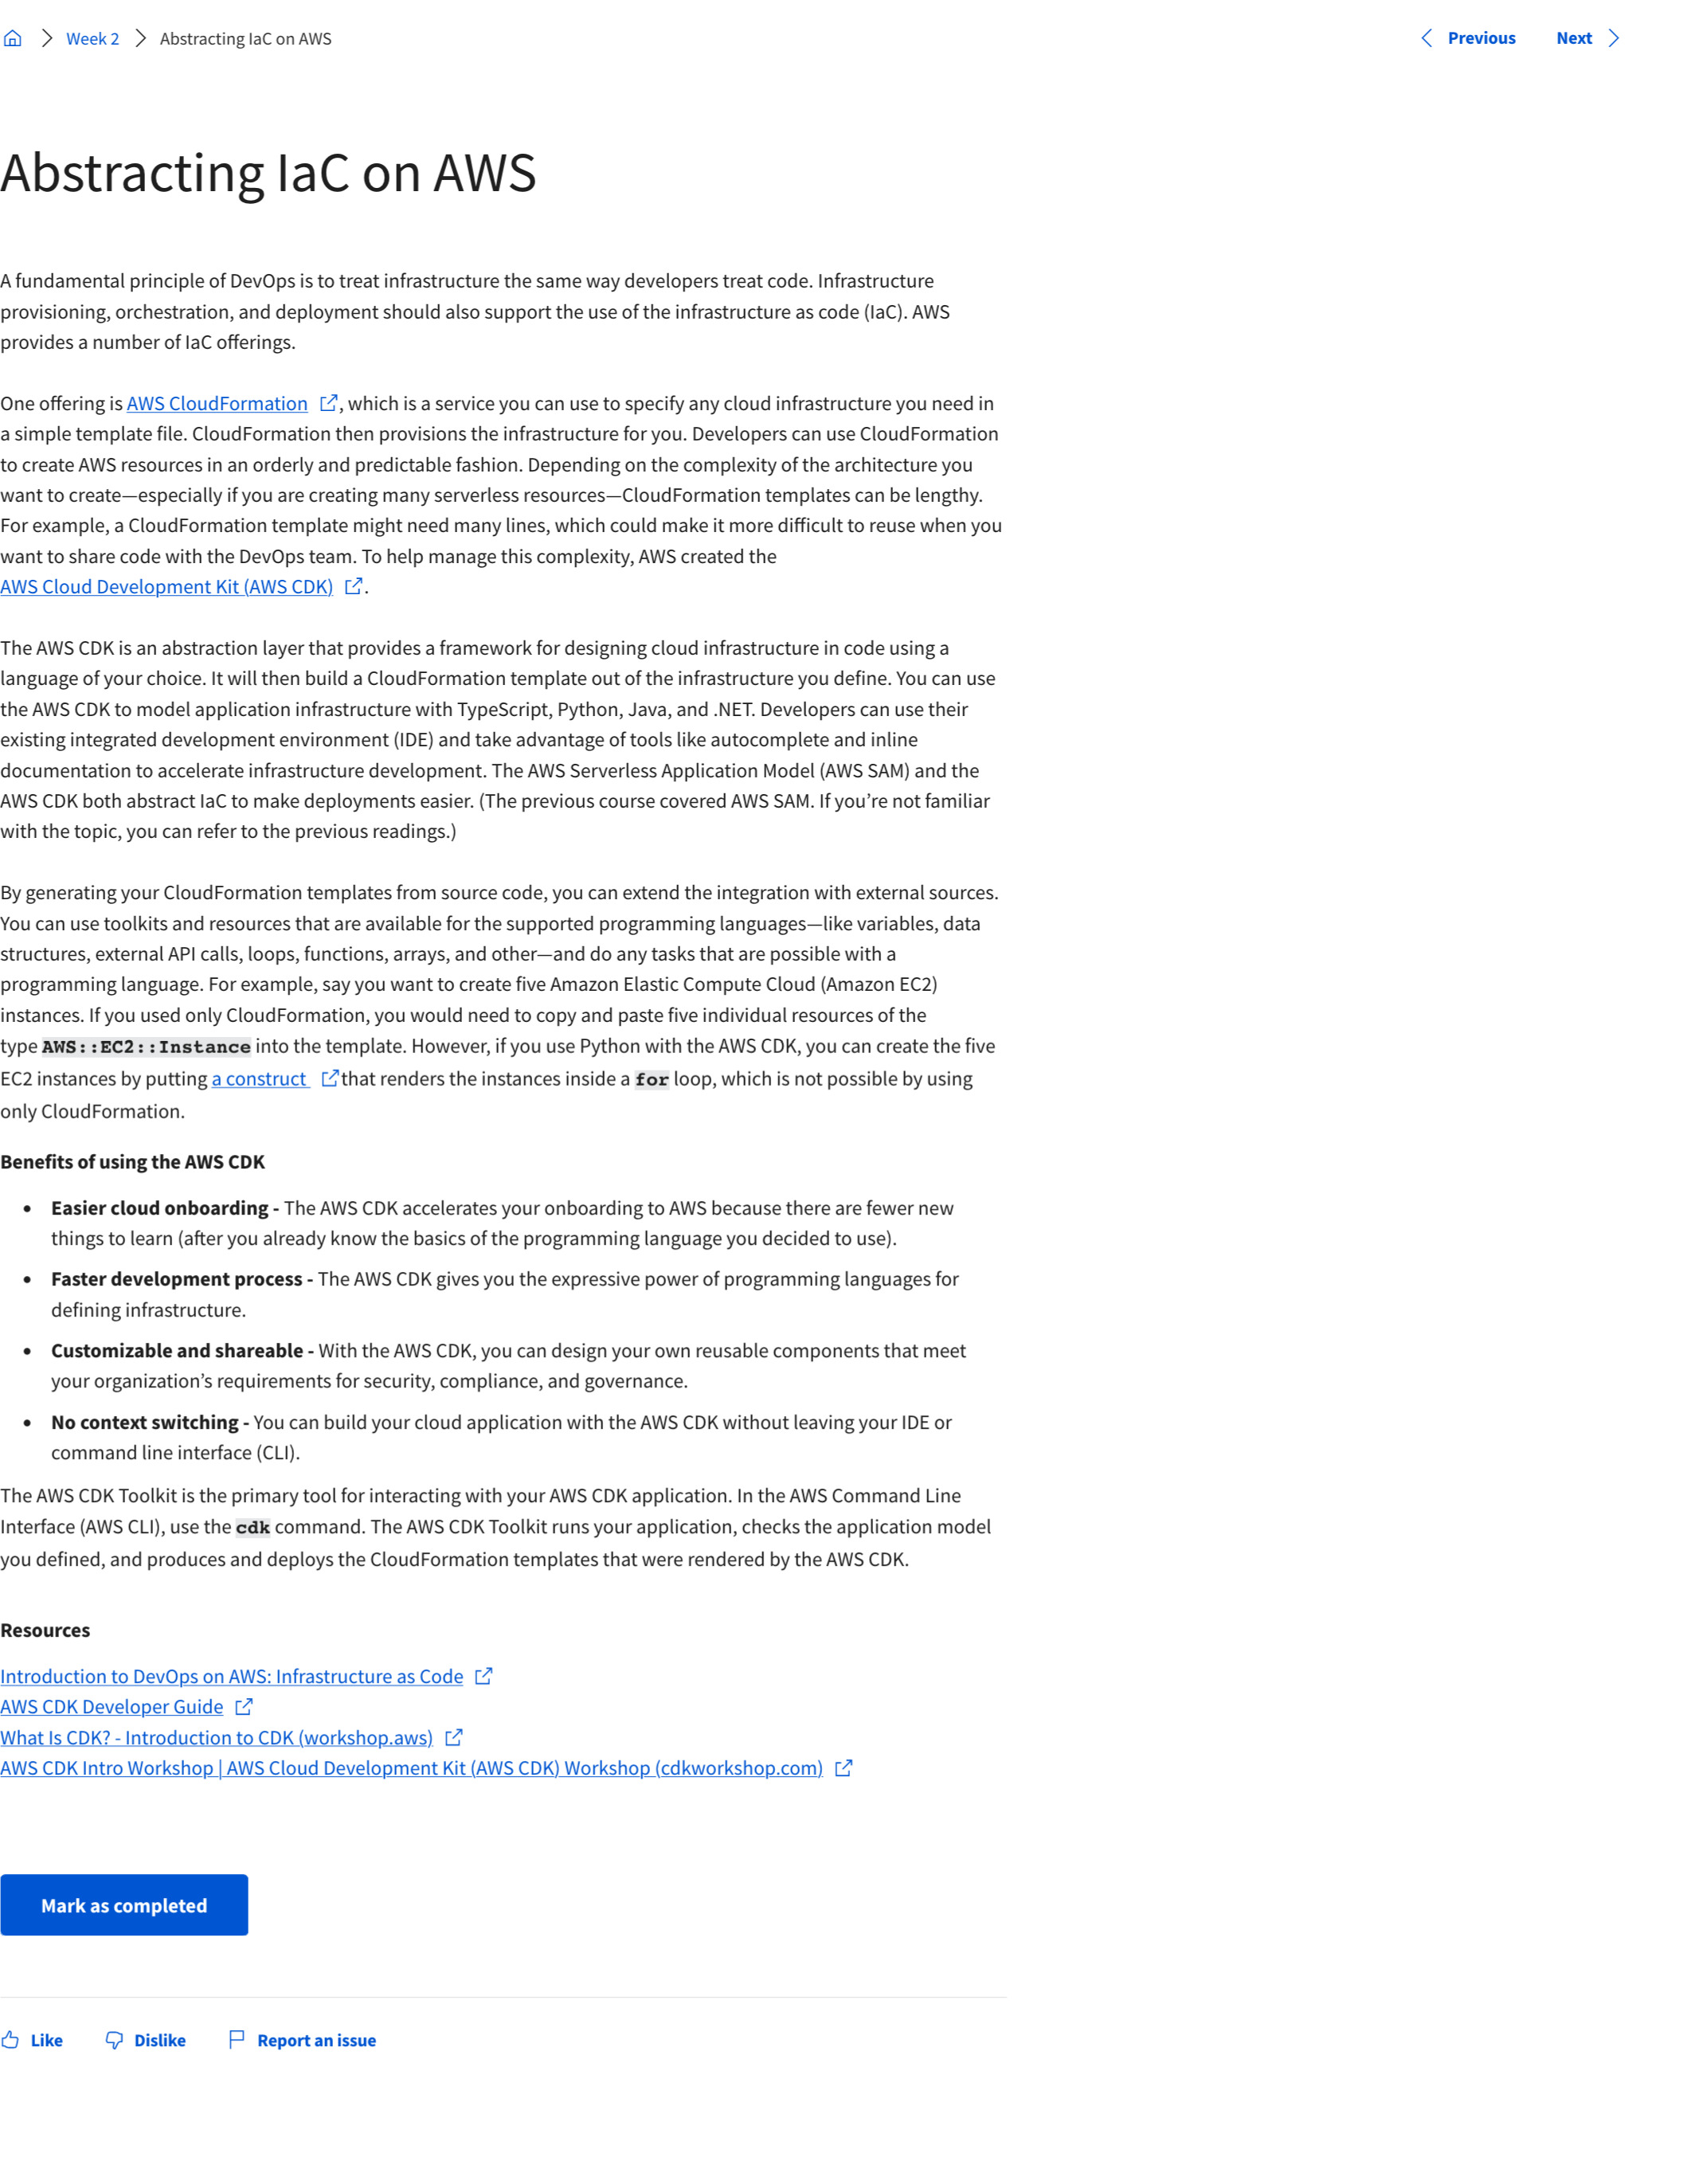 Week 2
Abstracting IaC on AWS
Previous
Next
Abstracting IaC on AWS
A fundamental principle of DevOps is to treat infrastructure the same way developers treat code. Infrastructure
provisioning, orchestration, and deployment should also support the use of the infrastructure as code (IaC). AWS
provides a number of IaC offerings.
One offering is AWS CloudFormation , which is a service you can use to specify any cloud infrastructure you need in
a simple template file. CloudFormation then provisions the infrastructure for you. Developers can use CloudFormation
to create AWS resources in an orderly and predictable fashion. Depending on the complexity of the architecture you
want to create—especially if you are creating many serverless resources—CloudFormation templates can be lengthy.
For example, a CloudFormation template might need many lines, which could make it more difficult to reuse when you
want to share code with the DevOps team. To help manage this complexity, AWS created the
AWS Cloud Development Kit (AWS CDK) .
The AWS CDK is an abstraction layer that provides a framework for designing cloud infrastructure in code using a
language of your choice. It will then build a CloudFormation template out of the infrastructure you define. You can use
the AWS CDK to model application infrastructure with TypeScript, Python, Java, and .NET. Developers can use their
existing integrated development environment (IDE) and take advantage of tools like autocomplete and inline
documentation to accelerate infrastructure development. The AWS Serverless Application Model (AWS SAM) and the
AWS CDK both abstract IaC to make deployments easier. (The previous course covered AWS SAM. If you’re not familiar
with the topic, you can refer to the previous readings.)
By generating your CloudFormation templates from source code, you can extend the integration with external sources.
You can use toolkits and resources that are available for the supported programming languages—like variables, data
structures, external API calls, loops, functions, arrays, and other—and do any tasks that are possible with a
programming language. For example, say you want to create five Amazon Elastic Compute Cloud (Amazon EC2)
instances. If you used only CloudFormation, you would need to copy and paste five individual resources of the
type AWS::EC2::Instance into the template. However, if you use Python with the AWS CDK, you can create the five
EC2 instances by putting a construct that renders the instances inside a for loop, which is not possible by using
only CloudFormation.
Benefits of using the AWS CDK
• Easier cloud onboarding - The AWS CDK accelerates your onboarding to AWS because there are fewer new
things to learn (after you already know the basics of the programming language you decided to use).
• Faster development process - The AWS CDK gives you the expressive power of programming languages for
defining infrastructure.
• Customizable and shareable - With the AWS CDK, you can design your own reusable components that meet
your organization’s requirements for security, compliance, and governance.
• No context switching - You can build your cloud application with the AWS CDK without leaving your IDE or
command line interface (CLI).
The AWS CDK Toolkit is the primary tool for interacting with your AWS CDK application. In the AWS Command Line
Interface (AWS CLI), use the cdk command. The AWS CDK Toolkit runs your application, checks the application model
you defined, and produces and deploys the CloudFormation templates that were rendered by the AWS CDK.
Resources
Introduction to DevOps on AWS: Infrastructure as Code
AWS CDK Developer Guide
What Is CDK? - Introduction to CDK (workshop.aws)
AWS CDK Intro Workshop | AWS Cloud Development Kit (AWS CDK) Workshop (cdkworkshop.com)
Mark as completed
Like
Dislike
Report an issue